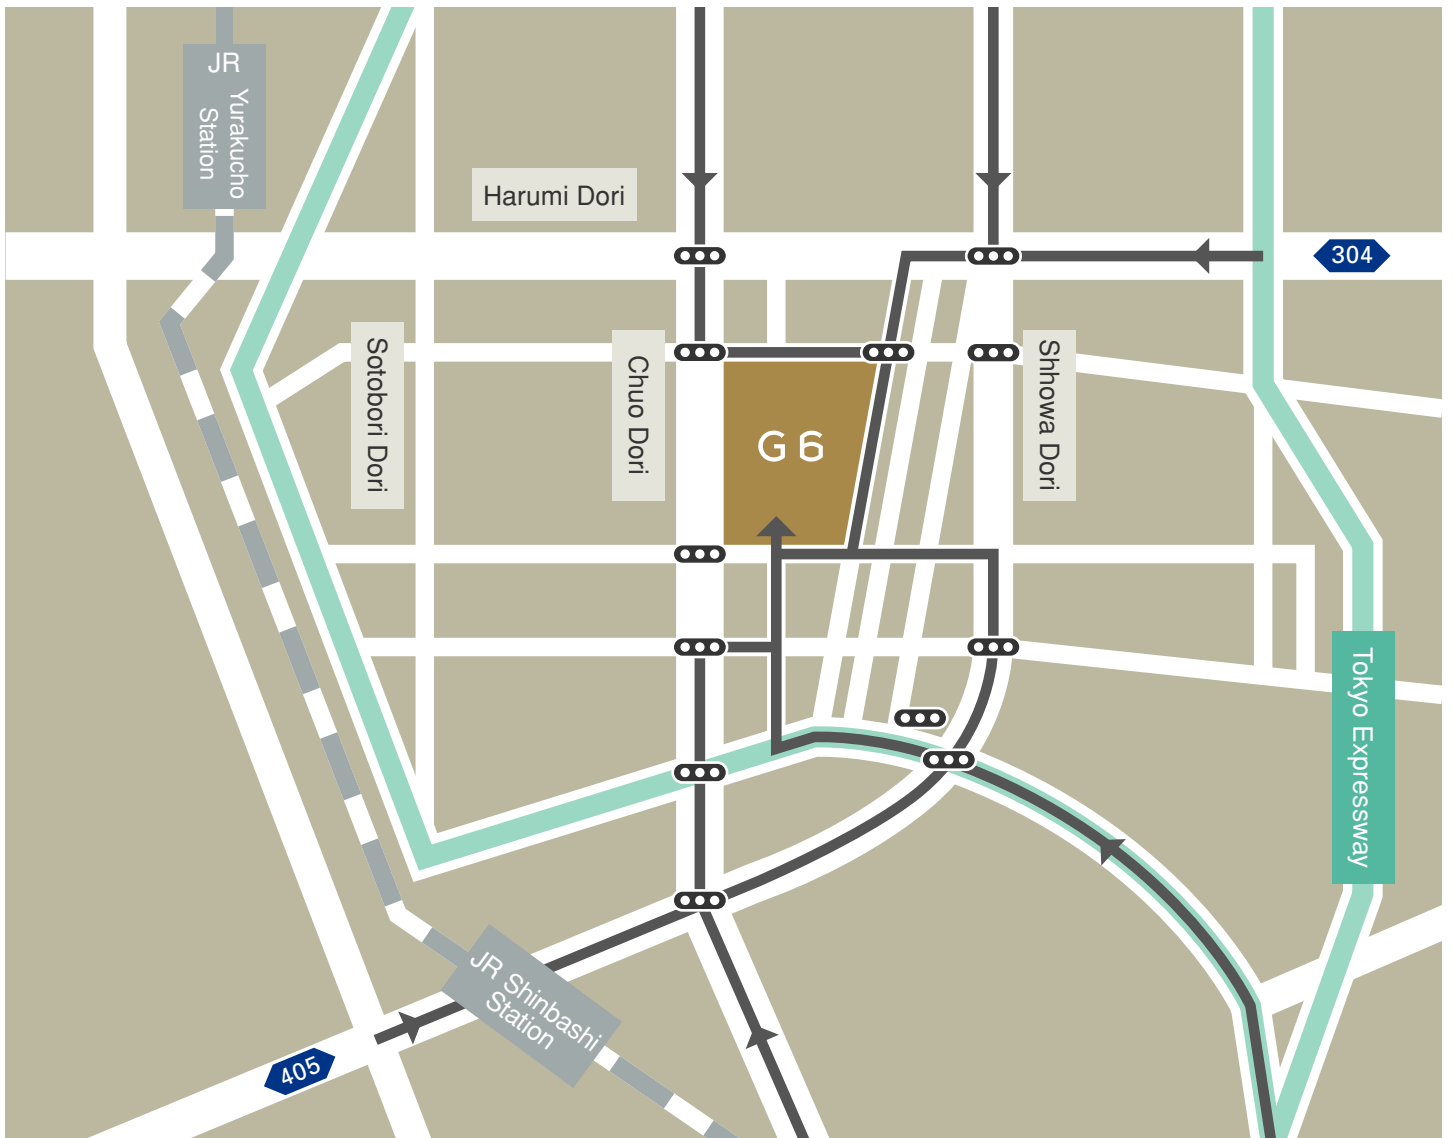 JR
Yurakucho
Station
Harumi Dori
304
Sotobori Dori
Chuo Dori
Shhowa Dori
G6
Tokyo Expressway
JR Shinbashi
Station
405